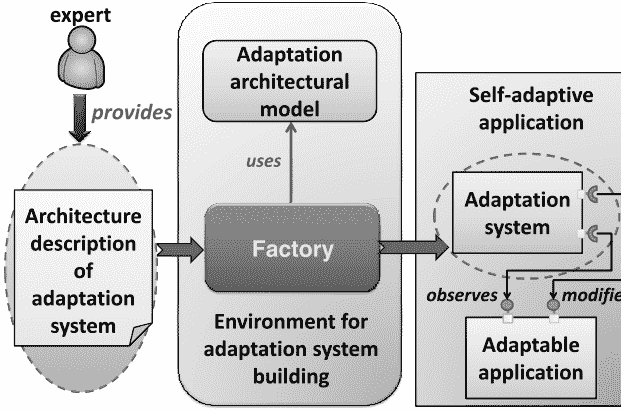 expert
provides
Architecture
description
of
adaptation
system
Adaptation
architectural
model
uses
Factory
Environment for
adaptation system
building
Self-adaptive
application
Adaptation
system
observes
modifie
Adaptable
application